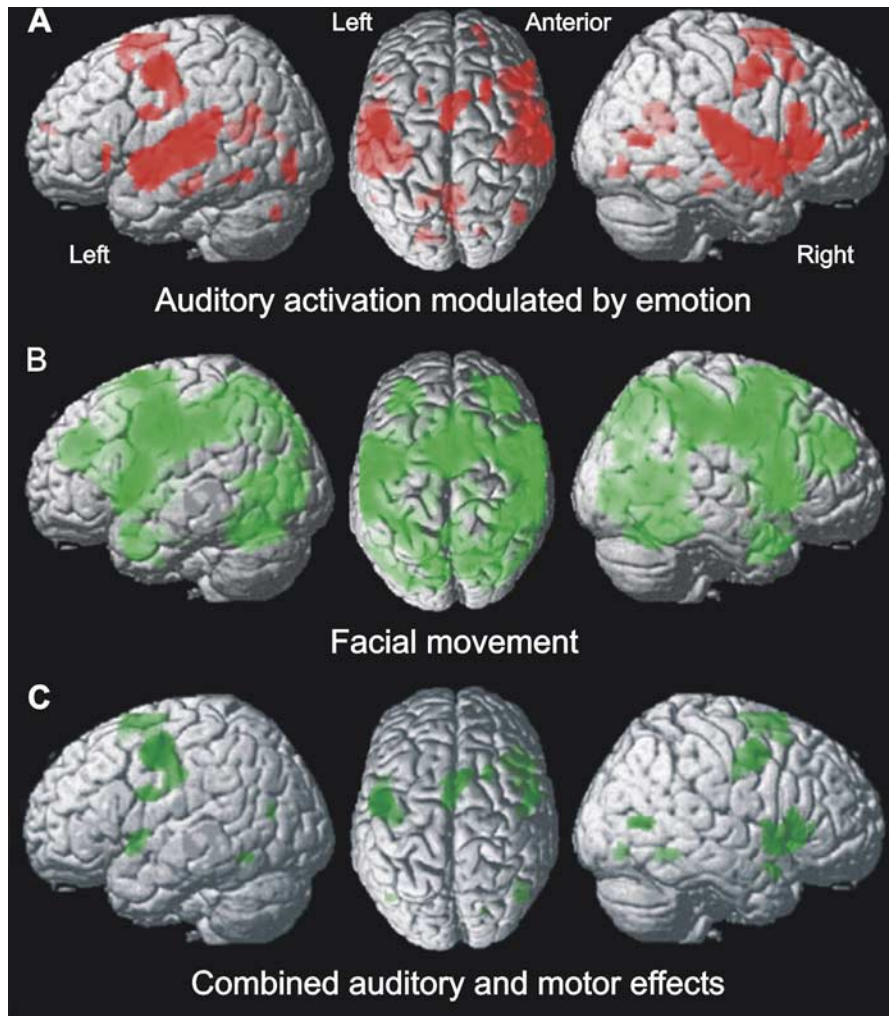 A
Left
Anterior
Left
Right
Auditory activation modulated by emotion
B
Facial movement
C
Combined auditory and motor effects